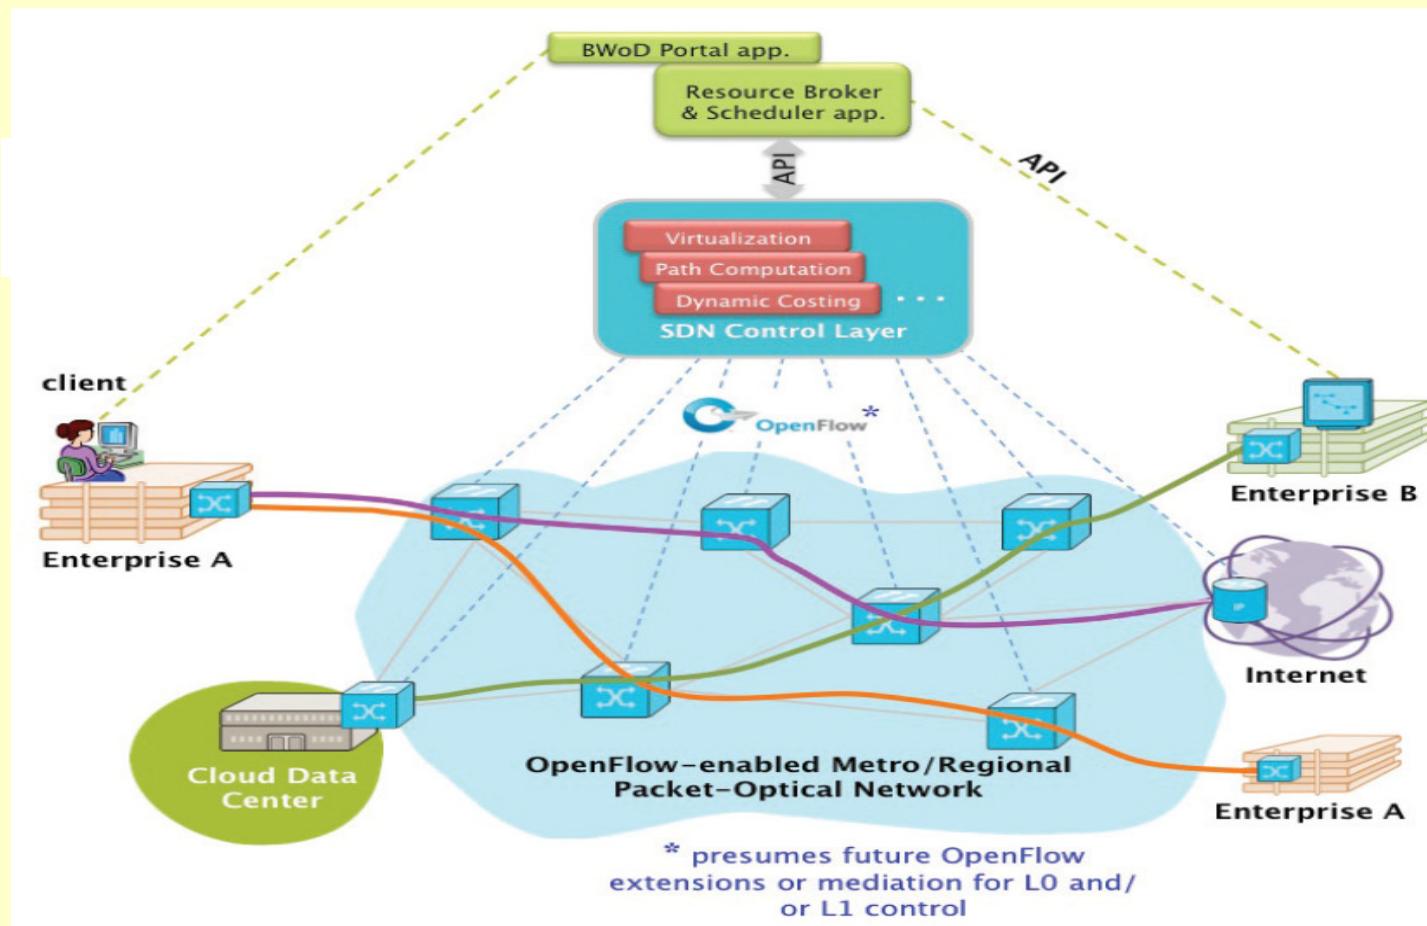 BWoD Portal app.
Resource Broker
& Scheduler app.
API
API
Virtualization
Path Computation
Dynamic Costing
...
SDN Control Layer
client
OpenFlow*
Enterprise A
Enterprise B
IP
IP
Internet
Cloud Data
Center
OpenFlow-enabled Metro/Regional
Packet-Optical Network
Enterprise A
* presumes future OpenFlow
extensions or mediation for L0 and/
or L1 control